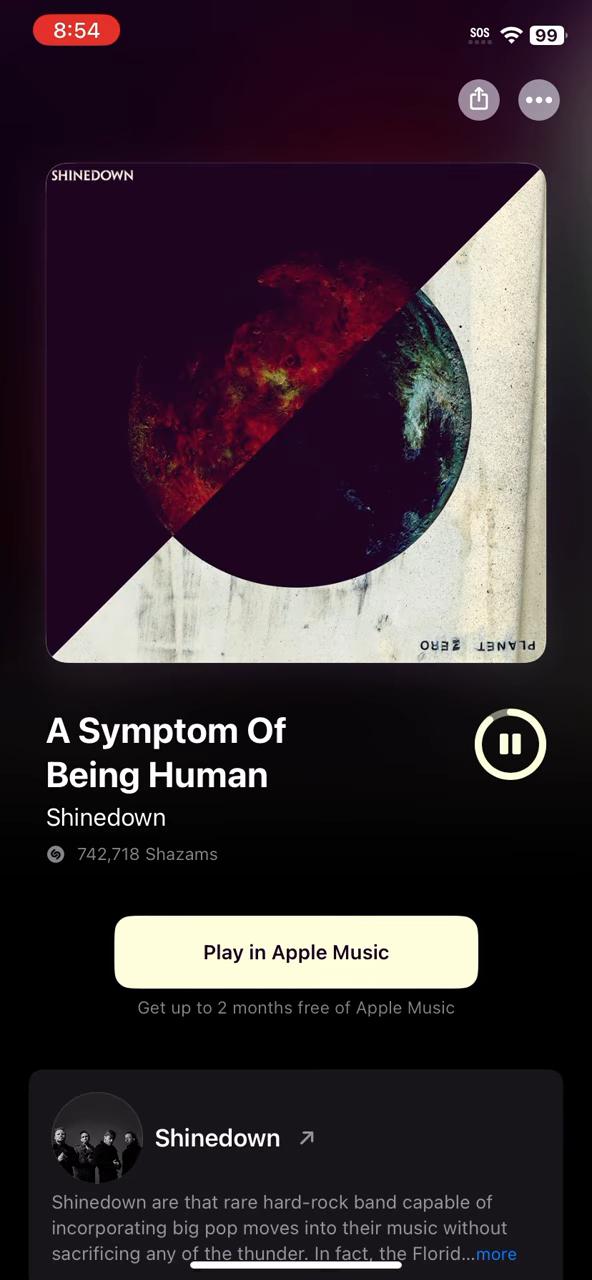 8:54
SOS
99
SHINEDOWN
PLANET ZERO
A Symptom Of
Being Human
Shinedown
742,718 Shazams
Play in Apple Music
Get up to 2 months free of Apple Music
Shinedown
Shinedown are that rare hard-rock band capable of
incorporating big pop moves into their music without
sacrificing any of the thunder. In fact, the Florid...more